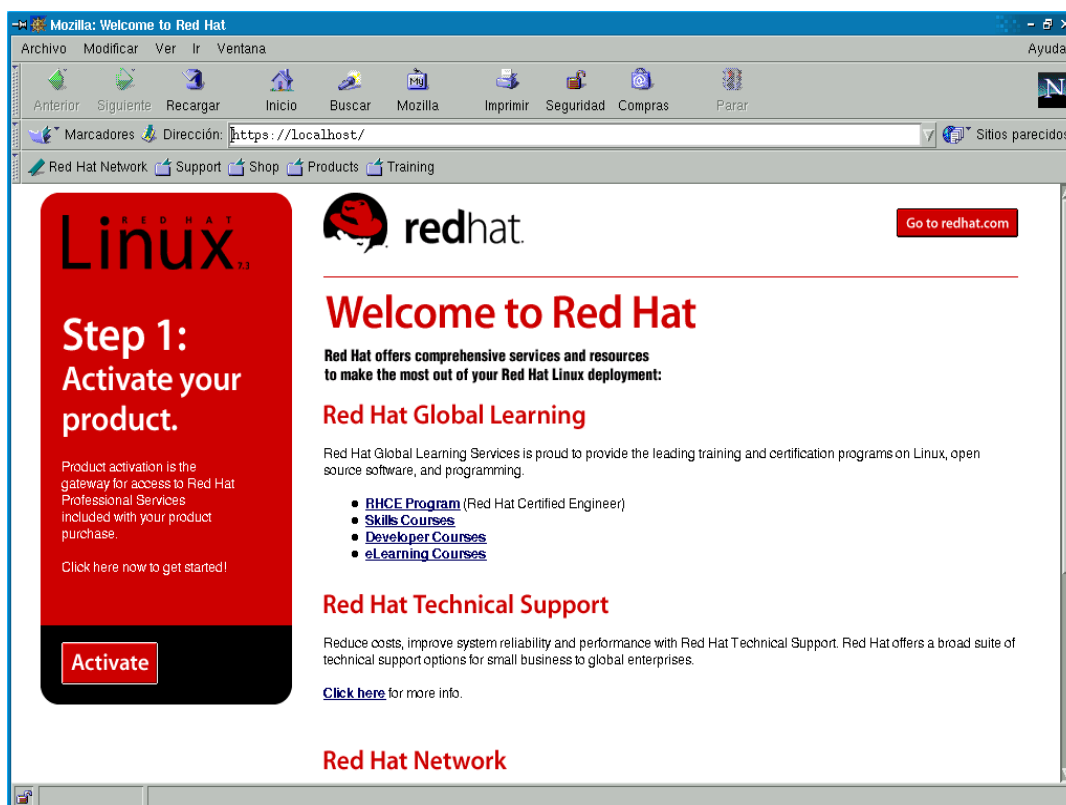 Mozilla: Welcome to Red Hat
Archivo Modificar Ver Ir Ventana Ayuda
Anterior Siguiente Recargar Inicio Buscar Mozilla Imprimir Seguridad Compras Parar
My
N
Marcadores Dirección: https://localhost/ Sitios parecidos
Red Hat Network Support Shop Products Training
RED HAT
Linux 7.3
Step 1:
Activate your
product.
Product activation is the
gateway for access to Red Hat
Professional Services
included with your product
purchase.
Click here now to get started!
Activate
redhat.
Go to redhat.com
Welcome to Red Hat
Red Hat offers comprehensive services and resources
to make the most out of your Red Hat Linux deployment:
Red Hat Global Learning
Red Hat Global Learning Services is proud to provide the leading training and certification programs on Linux, open
source software, and programming.
RHCE Program (Red Hat Certified Engineer)
Skills Courses
Developer Courses
eLearning Courses
Red Hat Technical Support
Reduce costs, improve system reliability and performance with Red Hat Technical Support. Red Hat offers a broad suite of
technical support options for small business to global enterprises.
Click here for more info.
Red Hat Network